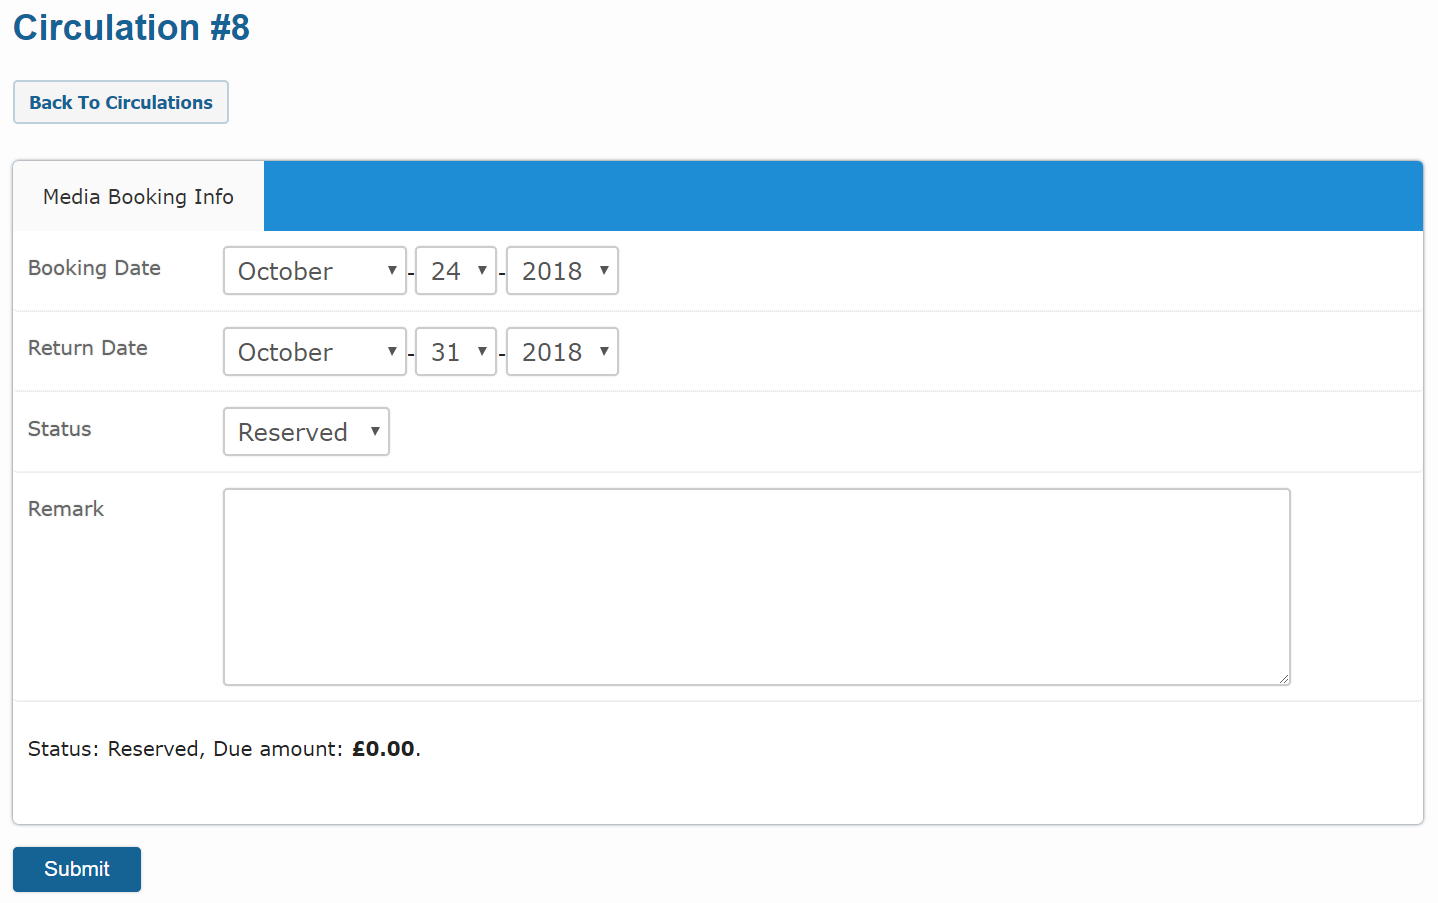 Circulation #8
Back To Circulations
Media Booking Info
Booking Date October - 24 - 2018
Return Date October - 31 - 2018
Status Reserved
Remark
Status: Reserved, Due amount: £0.00.
Submit